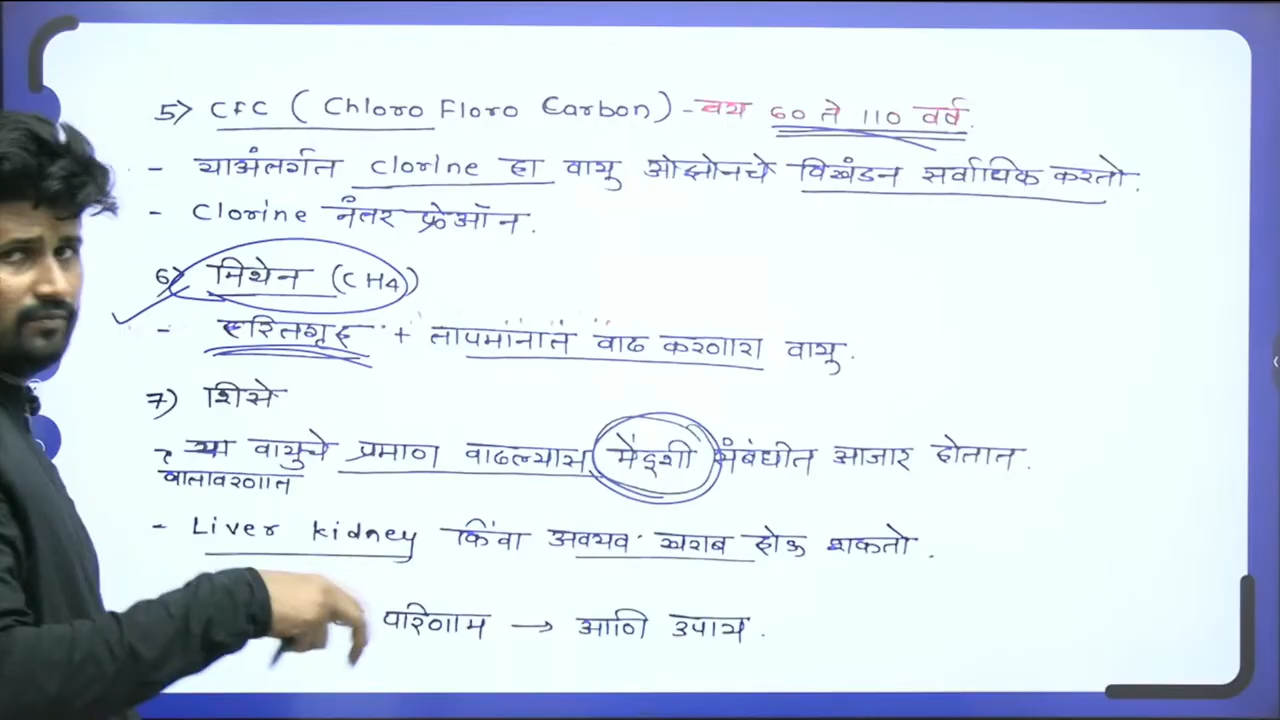 5) CFC ( Chloro Floro Carbon) - वय 60 ते 110 वर्ष.
- याअंतर्गत Clorine हा वायु ओझोनचे विखंडन सर्वाधिक करतो.
- Clorine नंतर फ्रेऑन.
6) मिथेन (CH4)
- हरितगृह + तापमानात वाढ करणारा वायु.
7) शिसे
- या वायुचे प्रमाण वाढल्यास मेंदूशी संबंधीत आजार होतात.
वातावरणात
- Liver kidney किंवा अवयव खराब होऊ शकतो.
परिणाम → आणि उपाय.